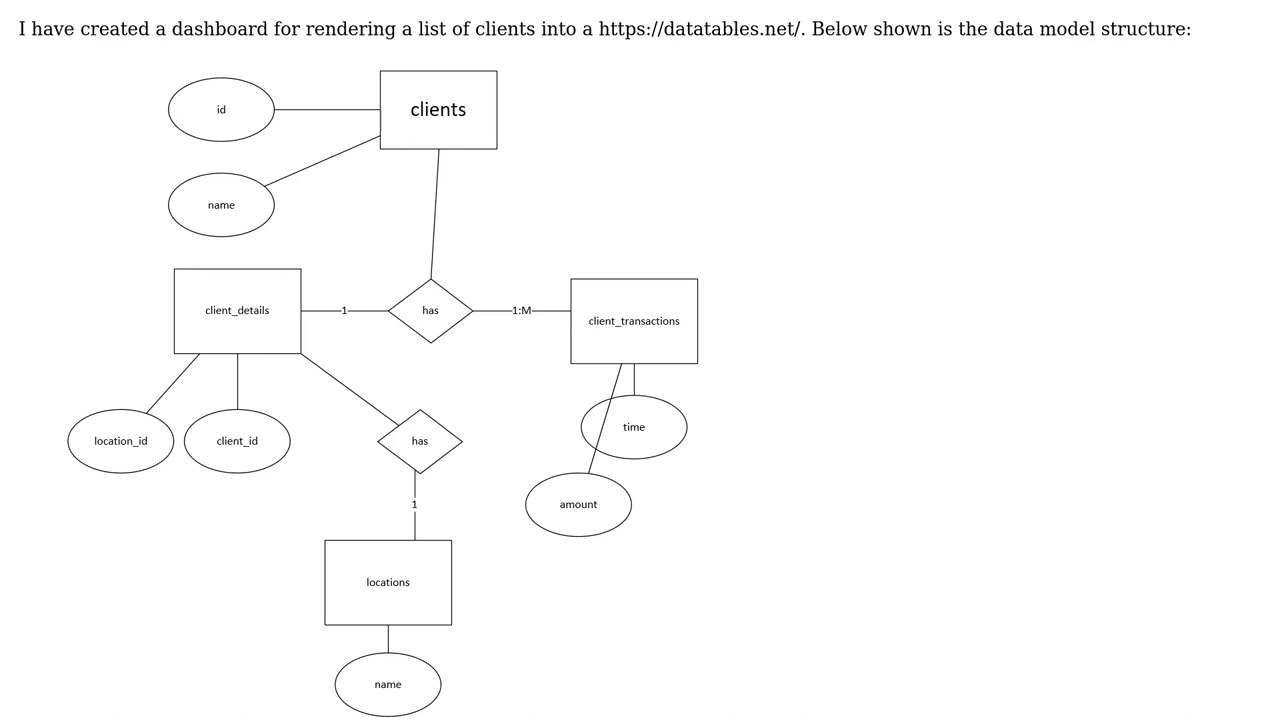 I have created a dashboard for rendering a list of clients into a https://datatables.net/. Below shown is the data model structure:
id
clients
name
client_details
1
has
1:M
client_transactions
location_id
client_id
has
time
1
amount
locations
name